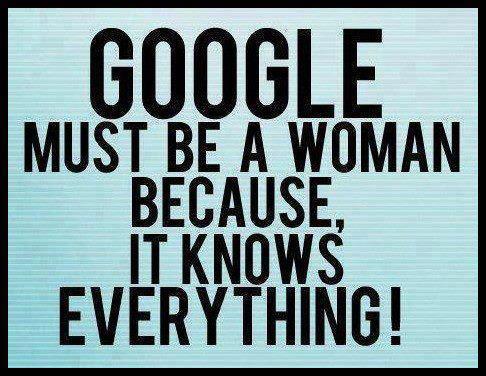 GOOGLE
MUST BE A WOMAN
BECAUSE,
IT KNOWS
EVERYTHING!